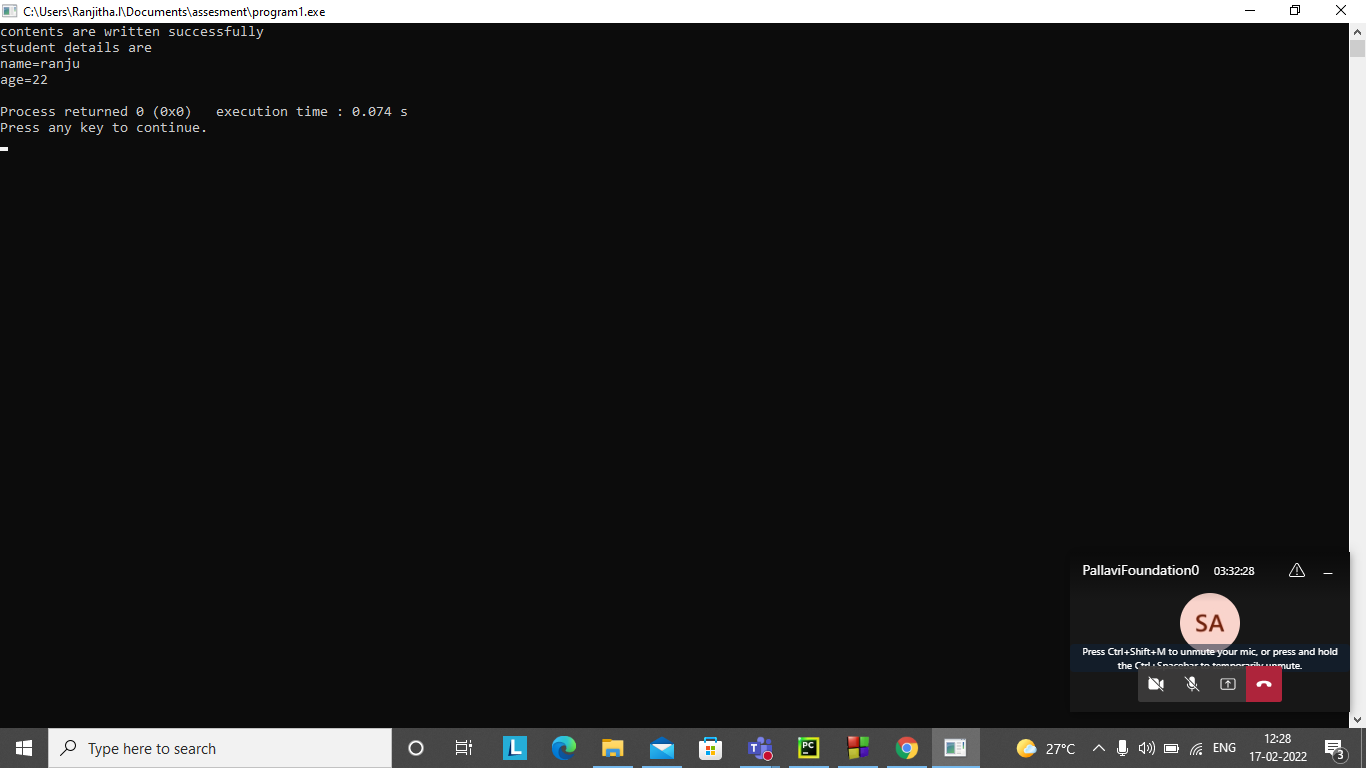 C:\Users\Ranjitha.I\Documents\assesment\program1.exe
contents are written successfully
student details are
name=ranju
age=22
Process returned 0 (0x0)   execution time : 0.074 s
Press any key to continue.
PallaviFoundation0 03:32:28
SA
Press Ctrl+Shift+M to unmute your mic, or press and hold
the Ctrl+Spacebar to temporarily unmute.
Type here to search
L
PC
27°C
ENG
12:28
17-02-2022
3